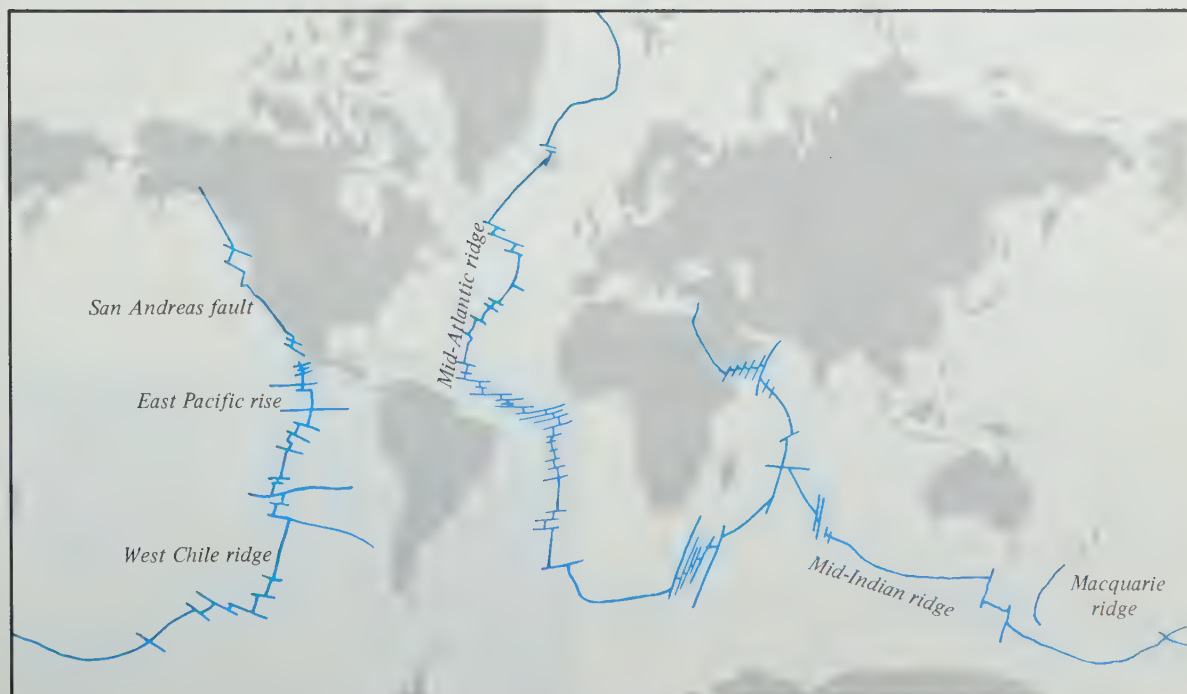 San Andreas fault
East Pacific rise
West Chile ridge
Mid-Atlantic ridge
Mid-Indian ridge
Macquarie
ridge